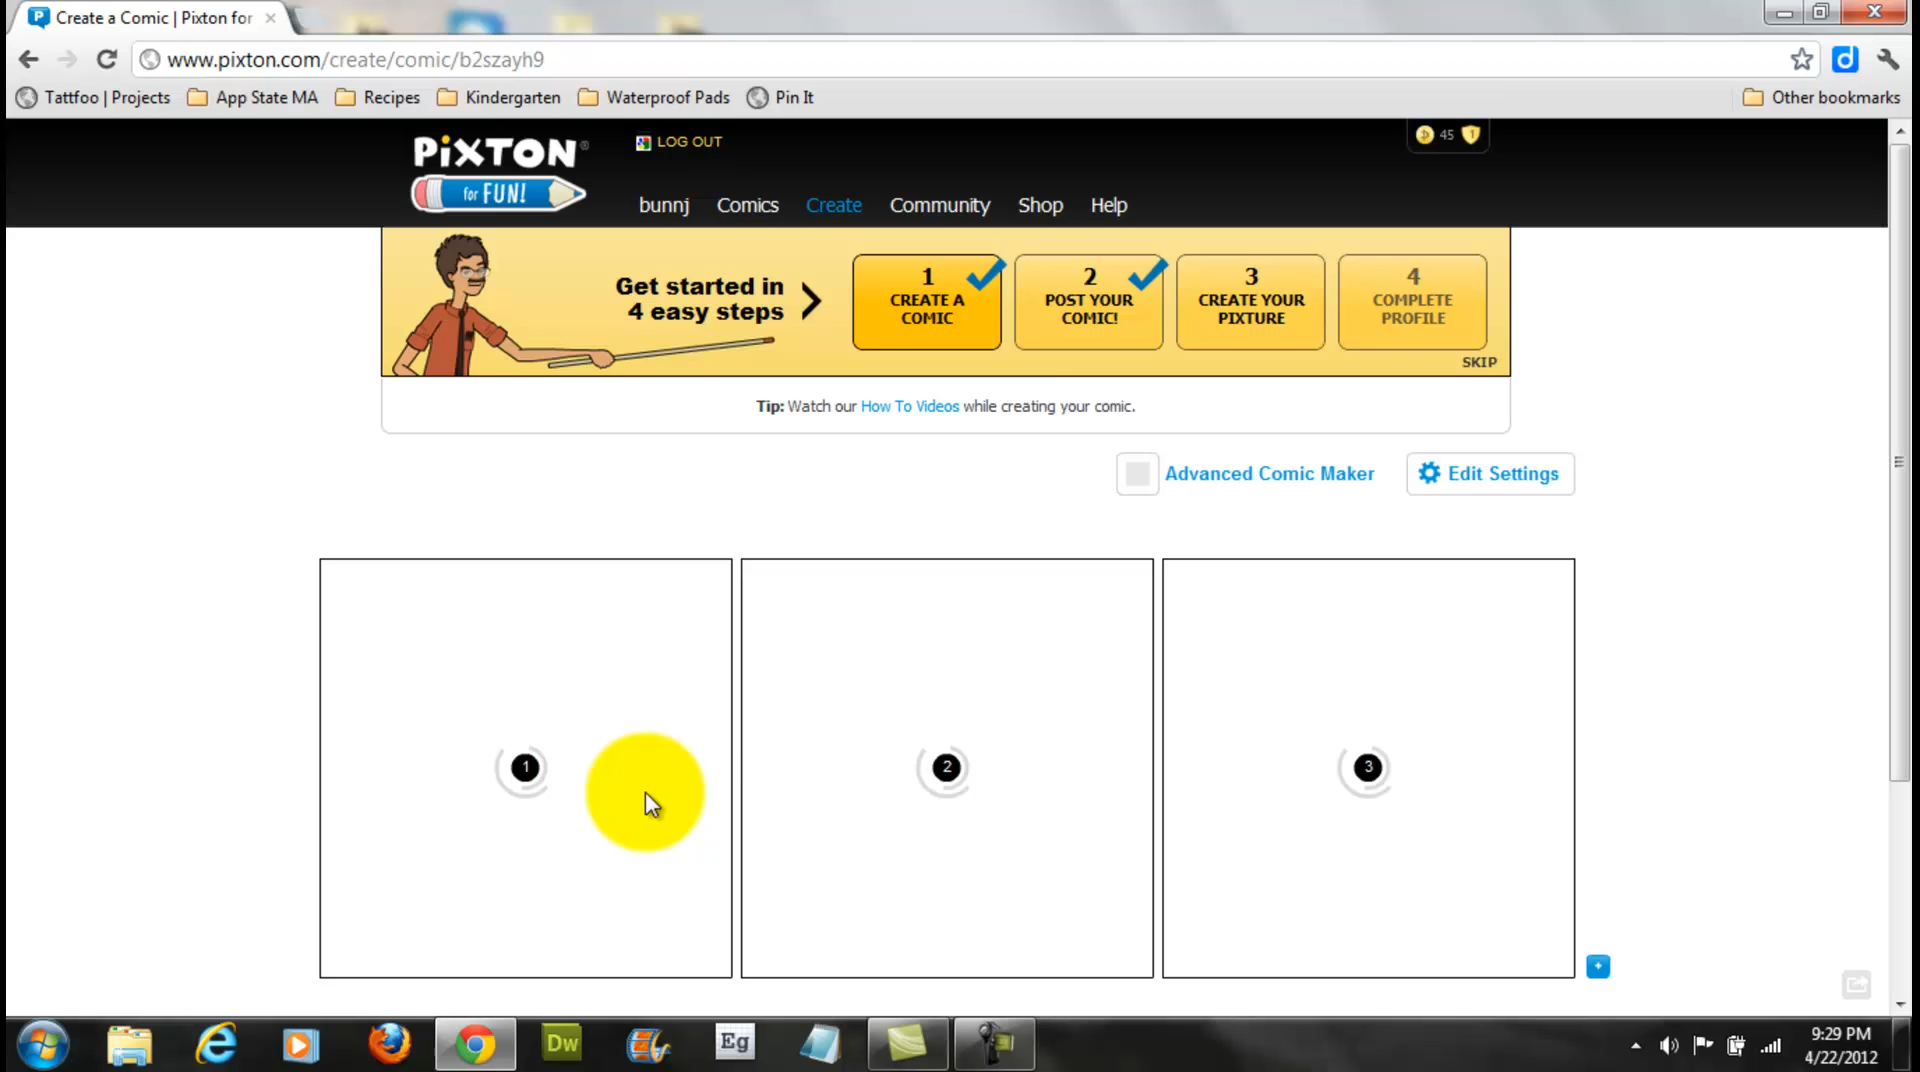 Create a Comic | Pixton for
www.pixton.com/create/comic/b2szayh9
Tattfoo | Projects App State MA Recipes Kindergarten Waterproof Pads Pin It Other bookmarks
PiXTON®
for FUN!
LOG OUT
45 1
bunnj Comics Create Community Shop Help
Get started in
4 easy steps
1
CREATE A
COMIC
2
POST YOUR
COMIC!
3
CREATE YOUR
PIXTURE
4
COMPLETE
PROFILE
SKIP
Tip: Watch our How To Videos while creating your comic.
Advanced Comic Maker Edit Settings
1 2 3
Dw Eg
9:29 PM
4/22/2012